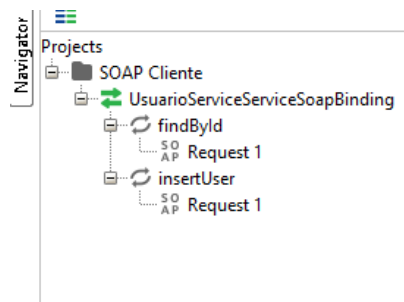 Navigator
Projects
SOAP Cliente
UsuarioServiceServiceSoapBinding
findById
SO
AP Request 1
insertUser
SO
AP Request 1